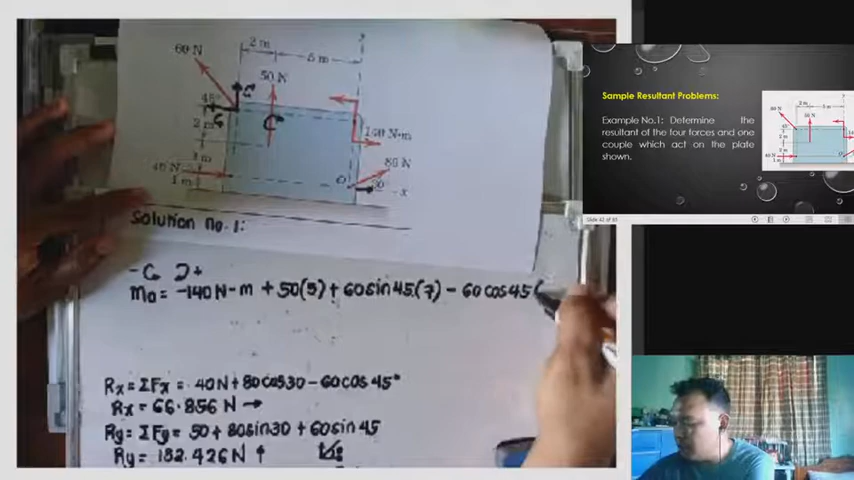 60 N
2 m
5 m
y
50 N
45°
2 m
140 N-m
1 m
80 N
40 N
1 m
O
30
x
Solution No. 1:
mo = -140 N-m + 50(5) + 60sin45(7) - 60cos45(
Rx = ΣFx = 40N + 80cos30 - 60cos45°
Rx = 66.856 N →
Ry = ΣFy = 50 + 80sin30 + 60sin45
Ry = 132.426 N ↑
Sample Resultant Problems:
Example No.1: Determine the
resultant of the four forces and one
couple which act on the plate
shown.